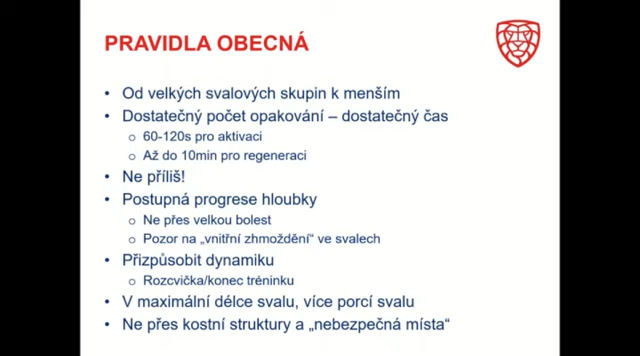 PRAVIDLA OBECNÁ
• Od velkých svalových skupin k menším
• Dostatečný počet opakování – dostatečný čas
o 60-120s pro aktivaci
o Až do 10min pro regeneraci
• Ne příliš!
• Postupná progrese hloubky
o Ne přes velkou bolest
o Pozor na „vnitřní zhmoždění“ ve svalech
• Přizpůsobit dynamiku
o Rozcvička/konec tréninku
• V maximální délce svalu, více porcí svalu
• Ne přes kostní struktury a „nebezpečná místa“